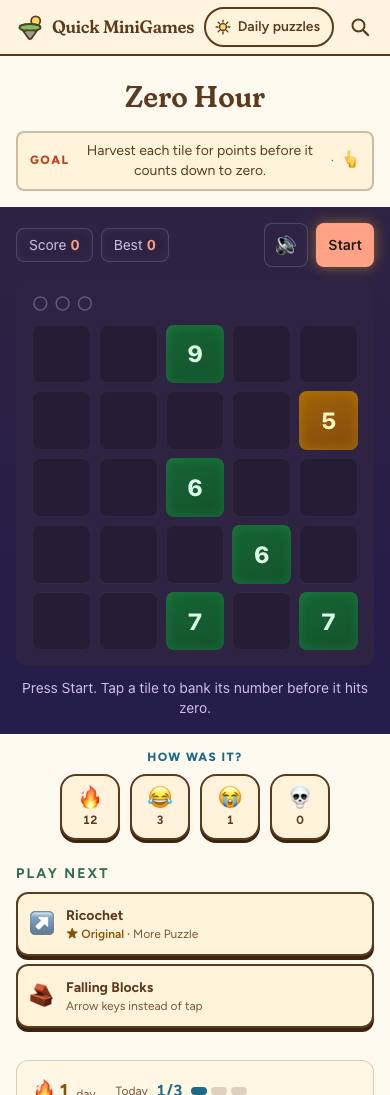 Quick MiniGames
Daily puzzles
Zero Hour
GOAL
Harvest each tile for points before it
counts down to zero.
Score 0
Best 0
Start
9
5
6
6
7 7
Press Start. Tap a tile to bank its number before it hits
zero.
HOW WAS IT?
12 3 1 0
PLAY NEXT
Ricochet
Original · More Puzzle
Falling Blocks
Arrow keys instead of tap
1 day Today 1/3